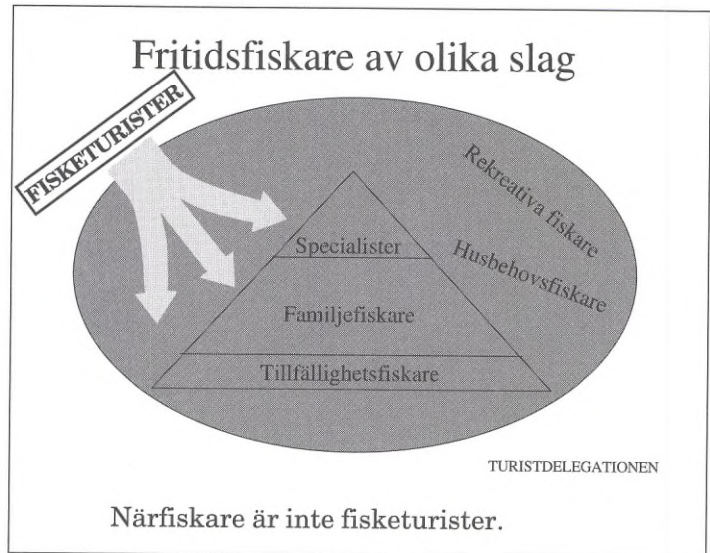 Fritidsfiskare av olika slag
FISKETURISTER
Rekreativa fiskare
Husbehovsfiskare
Specialister
Familjefiskare
Tillfällighetsfiskare
TURISTDELEGATIONEN
Närfiskare är inte fisketurister.